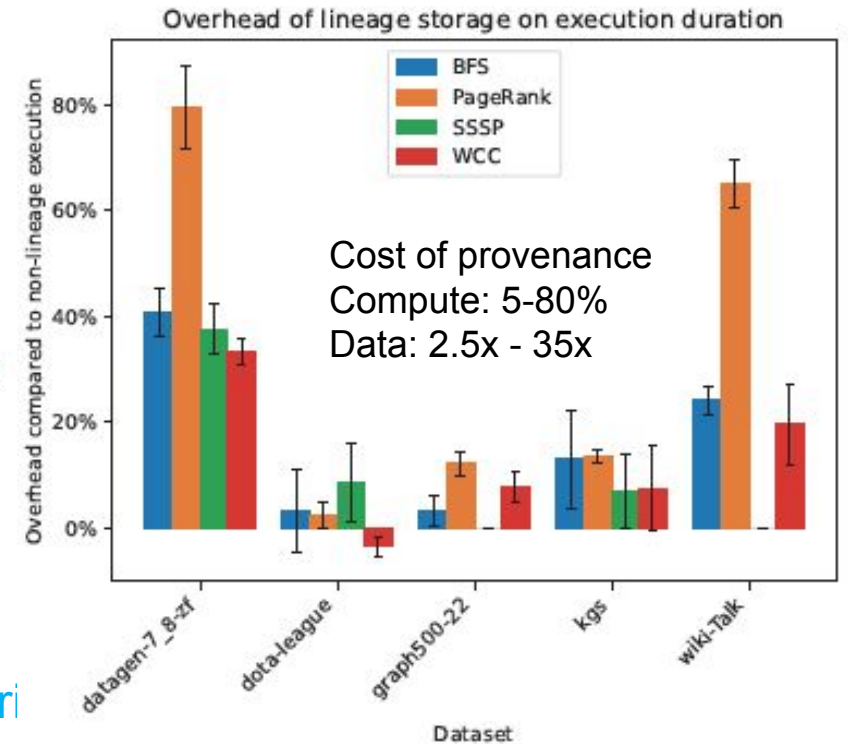 Overhead of lineage storage on execution duration
Overhead compared to non-lineage execution
80%
60%
40%
20%
0%
BFS
PageRank
SSSP
WCC
Cost of provenance
Compute: 5-80%
Data: 2.5x - 35x
datagen-7_8-zf
dota-league
graph500-22
kgs
wiki-Talk
Dataset
ri